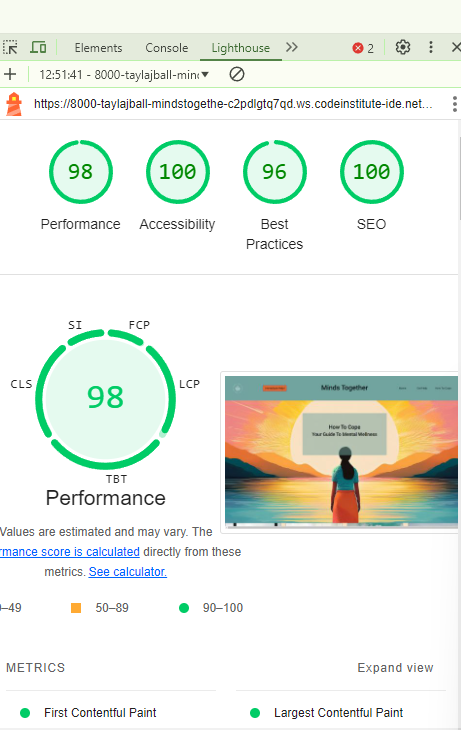 Elements Console Lighthouse 2
12:51:41 - 8000-taylajball-min
https://8000-taylajball-mindstogethe-c2pdlgtq7qd.ws.codeinstitute-ide.net...
98 100 96 100
Performance Accessibility Best Practices SEO
SI FCP
CLS LCP
98
TBT
Performance
Minds Together
How To Cope
Your Guide To Mental Wellness
Values are estimated and may vary. The
rmance score is calculated directly from these
metrics. See calculator.
–49 50–89 90–100
METRICS Expand view
First Contentful Paint Largest Contentful Paint